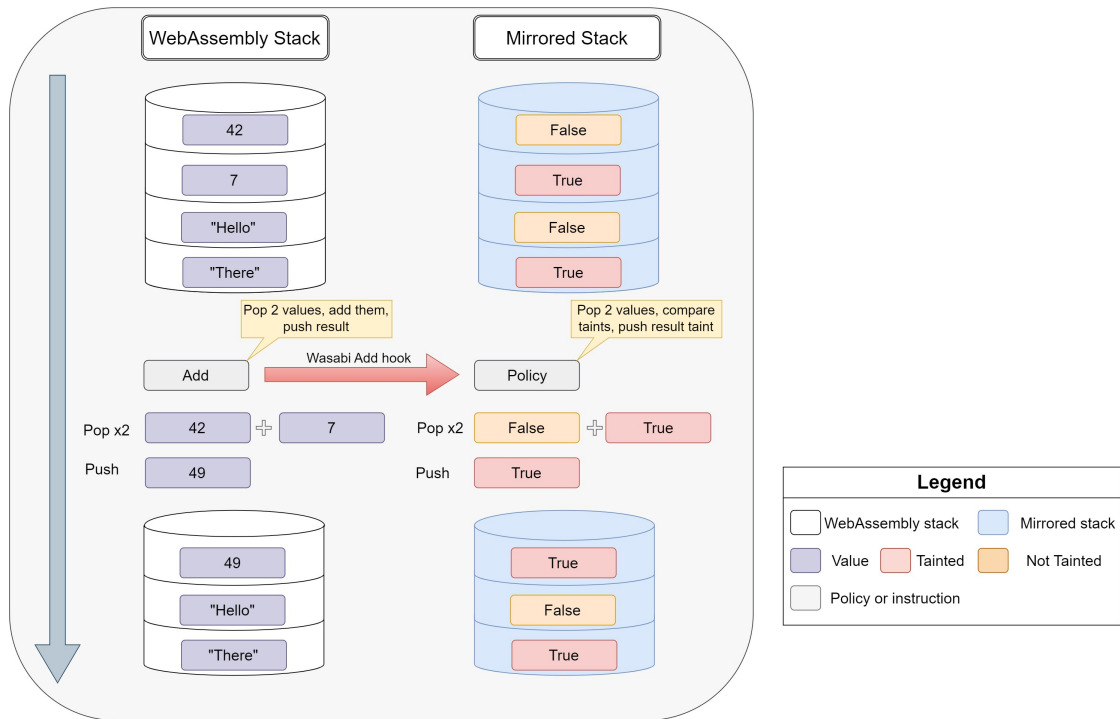 WebAssembly Stack
Mirrored Stack
42
False
7
True
"Hello"
False
"There"
True
Pop 2 values, add them,
push result
Pop 2 values, compare
taints, push result taint
Add
Wasabi Add hook
Policy
Pop x2
42
7
Pop x2
False
True
Push
49
Push
True
49
True
"Hello"
False
"There"
True
Legend
WebAssembly stack
Mirrored stack
Value
Tainted
Not Tainted
Policy or instruction